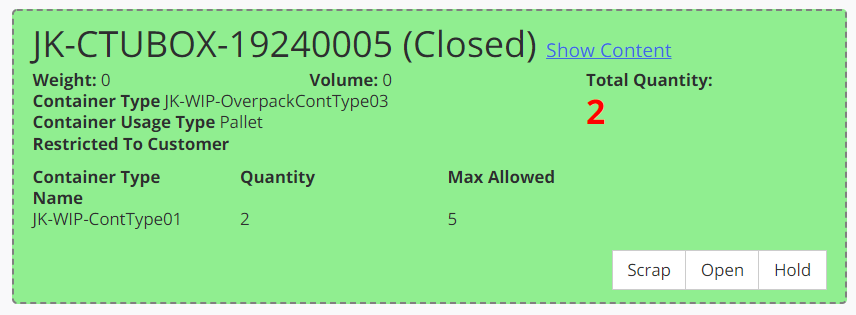 JK-CTUBOX-19240005 (Closed) Show Content
Weight: 0 Volume: 0 Total Quantity:
Container Type JK-WIP-OverpackContType03
2
Container Usage Type Pallet
Restricted To Customer
Container Type Name Quantity Max Allowed
JK-WIP-ContType01 2 5
Scrap Open Hold